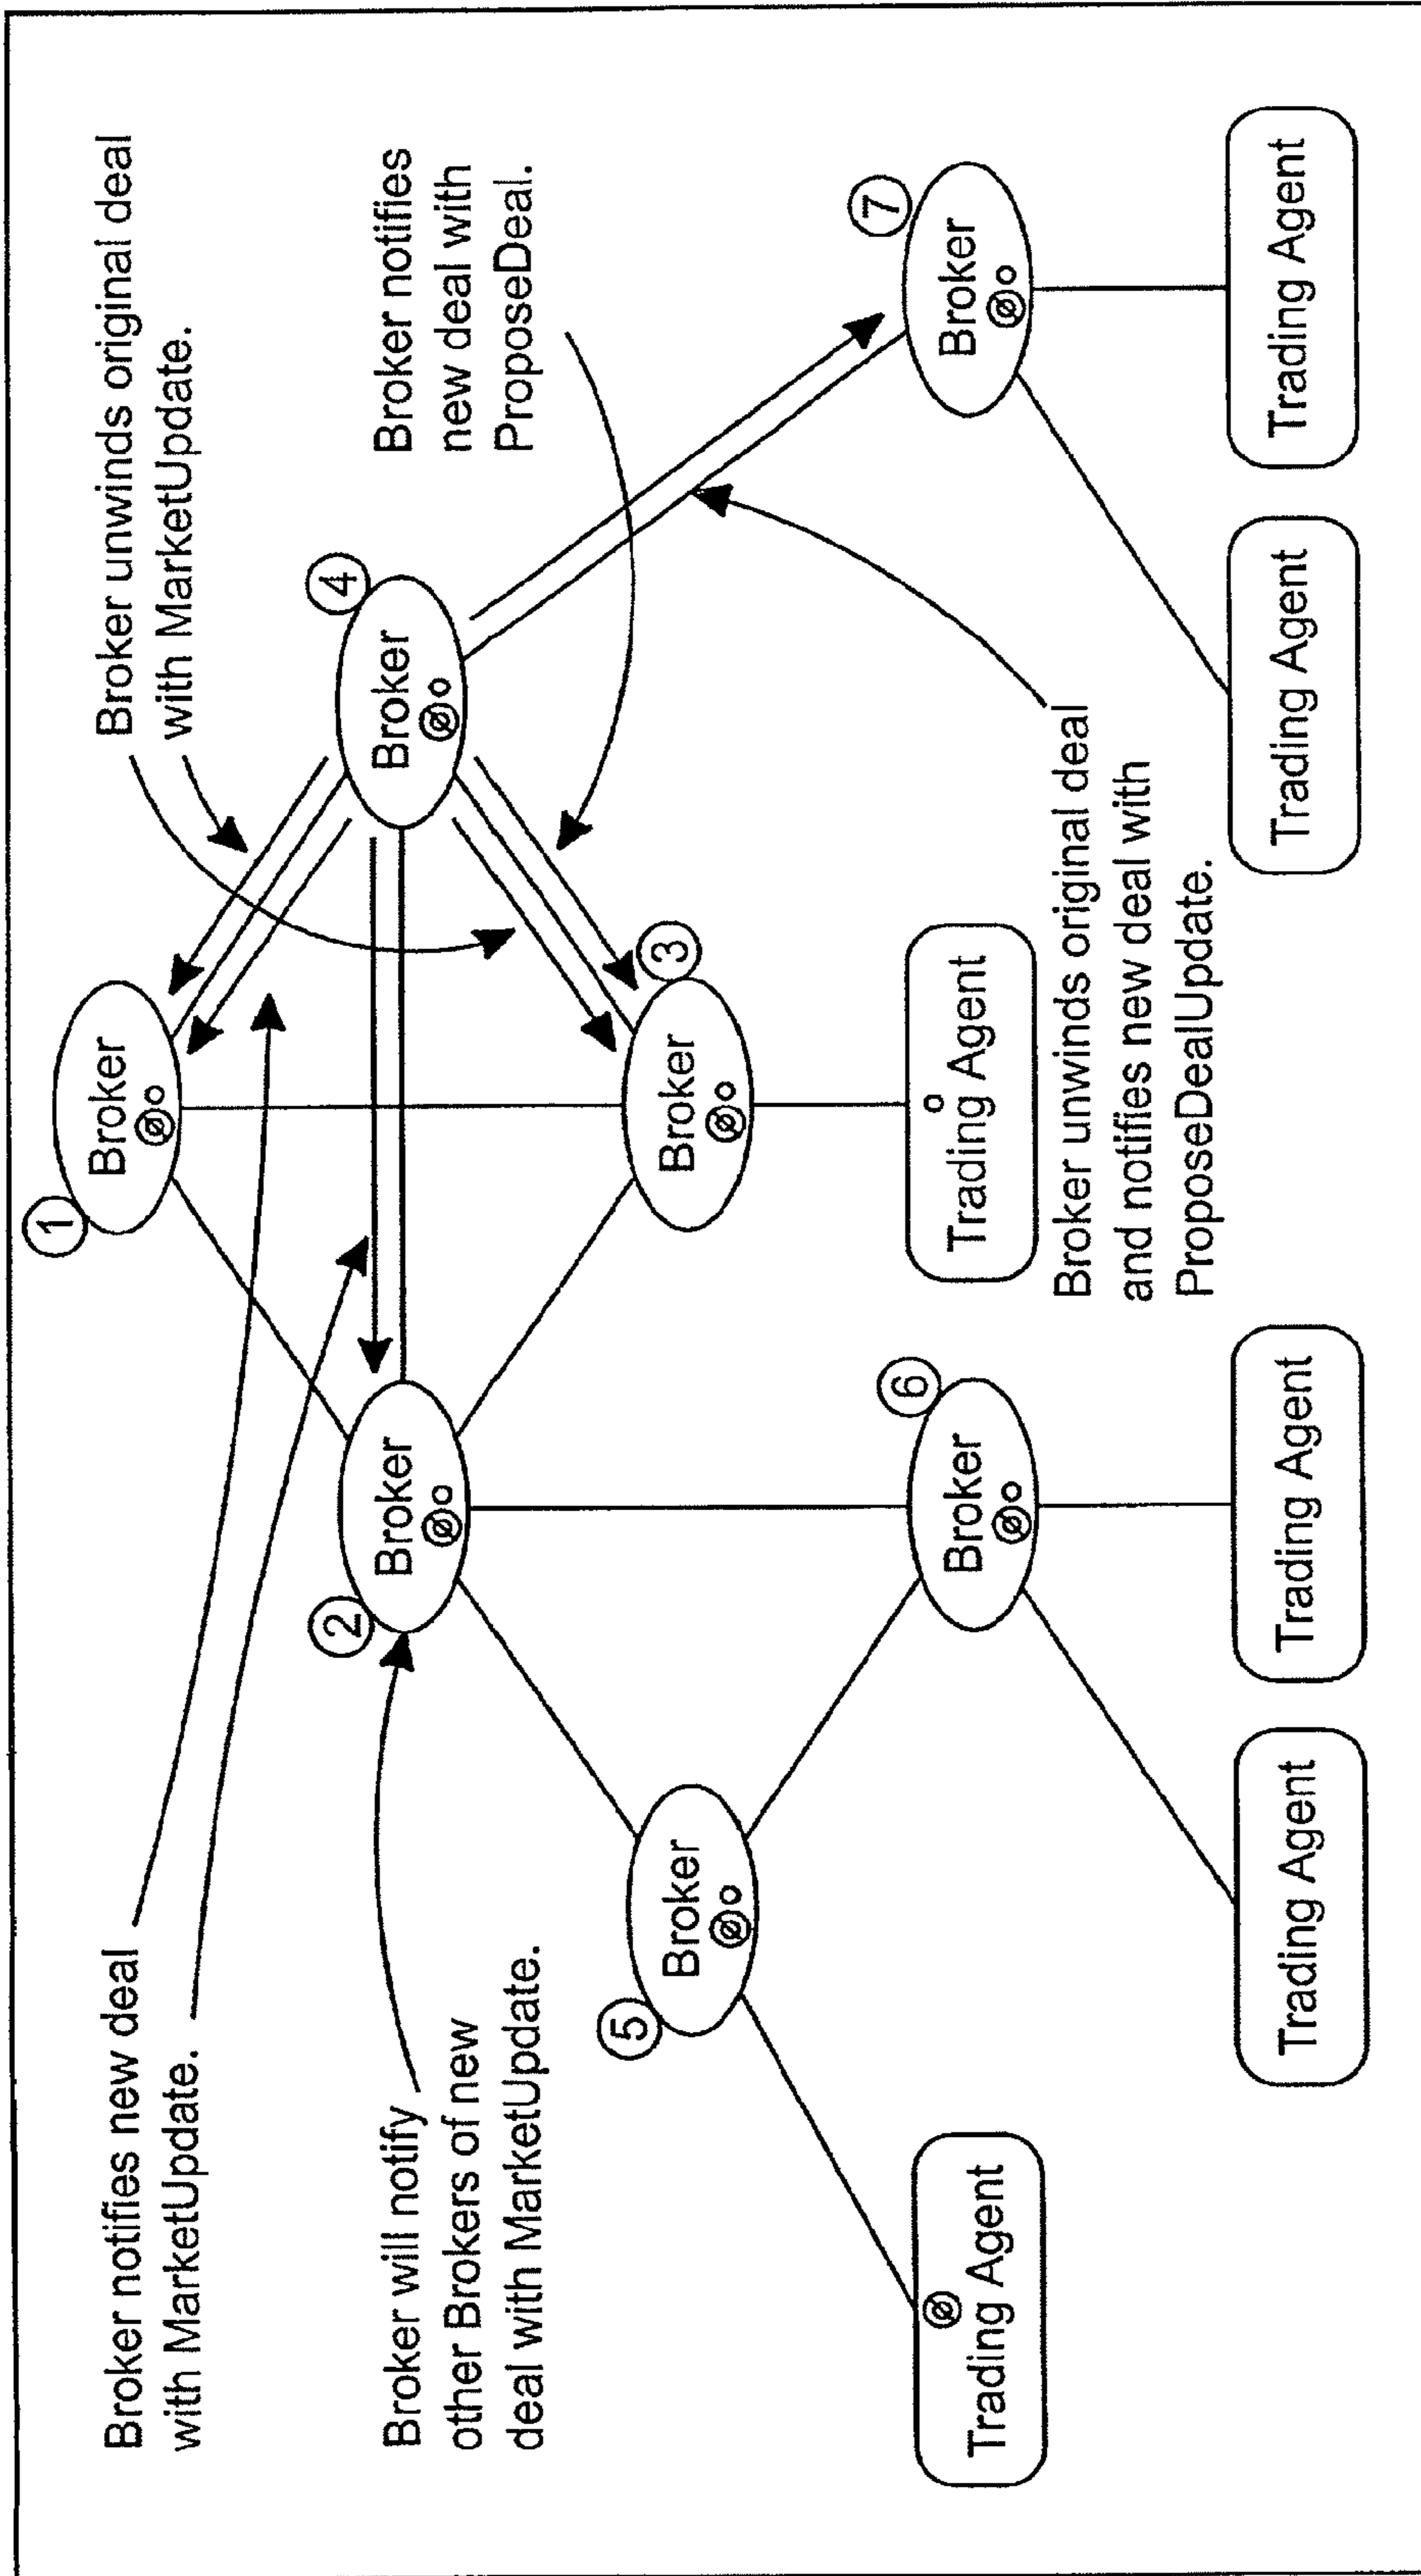 Broker notifies new deal
with MarketUpdate.
Broker unwinds original deal
with MarketUpdate.
1
Broker
Broker will notify
other Brokers of new
deal with MarketUpdate.
2
Broker
4
Broker
Broker notifies
new deal with
ProposeDeal.
5
Broker
3
Broker
6
Broker
7
Broker
Trading Agent
Trading Agent
Broker unwinds original deal
and notifies new deal with
ProposeDealUpdate.
Trading Agent
Trading Agent
Trading Agent
Trading Agent